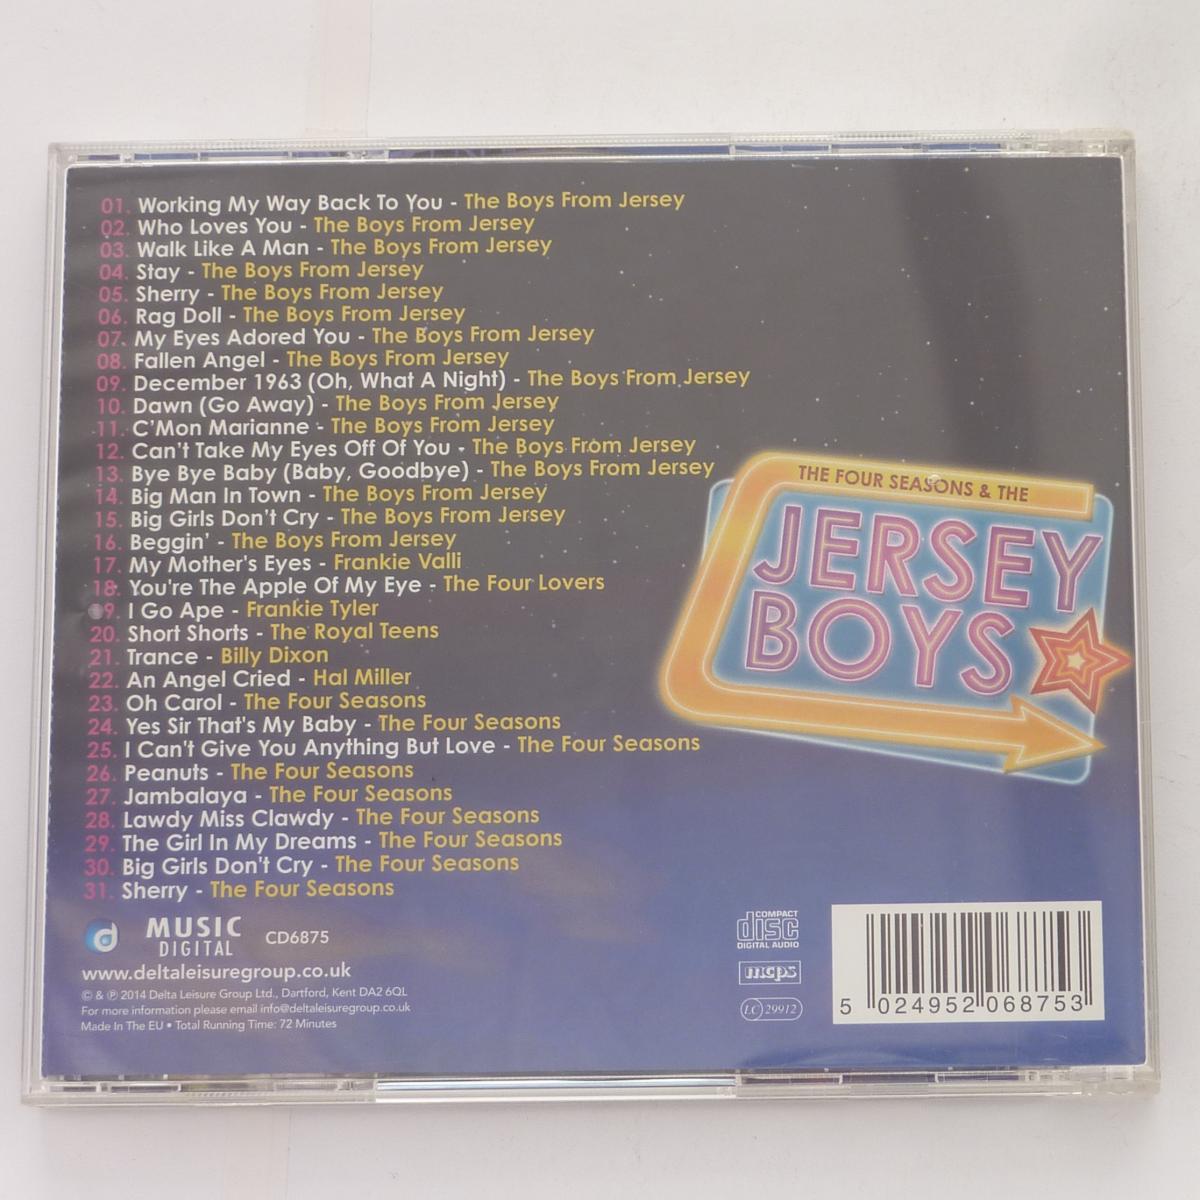 01. Working My Way Back To You - The Boys From Jersey
02. Who Loves You - The Boys From Jersey
03. Walk Like A Man - The Boys From Jersey
04. Stay - The Boys From Jersey
05. Sherry - The Boys From Jersey
06. Rag Doll - The Boys From Jersey
07. My Eyes Adored You - The Boys From Jersey
08. Fallen Angel - The Boys From Jersey
09. December 1963 (Oh, What A Night) - The Boys From Jersey
10. Dawn (Go Away) - The Boys From Jersey
11. C'Mon Marianne - The Boys From Jersey
12. Can't Take My Eyes Off Of You - The Boys From Jersey
13. Bye Bye Baby (Baby, Goodbye) - The Boys From Jersey
14. Big Man In Town - The Boys From Jersey
15. Big Girls Don't Cry - The Boys From Jersey
16. Beggin' - The Boys From Jersey
17. My Mother's Eyes - Frankie Valli
18. You're The Apple Of My Eye - The Four Lovers
19. I Go Ape - Frankie Tyler
20. Short Shorts - The Royal Teens
21. Trance - Billy Dixon
22. An Angel Cried - Hal Miller
23. Oh Carol - The Four Seasons
24. Yes Sir That's My Baby - The Four Seasons
25. I Can't Give You Anything But Love - The Four Seasons
26. Peanuts - The Four Seasons
27. Jambalaya - The Four Seasons
28. Lawdy Miss Clawdy - The Four Seasons
29. The Girl In My Dreams - The Four Seasons
30. Big Girls Don't Cry - The Four Seasons
31. Sherry - The Four Seasons
THE FOUR SEASONS & THE
JERSEY
BOYS
d
MUSIC
DIGITAL
CD6875
www.deltaleisuregroup.co.uk
© & ℗ 2014 Delta Leisure Group Ltd., Dartford, Kent DA2 6QL
For more information please email info@deltaleisuregroup.co.uk
Made In The EU • Total Running Time: 72 Minutes
COMPACT
disc
DIGITAL AUDIO
mcps
LC 29912
5 024952 068753